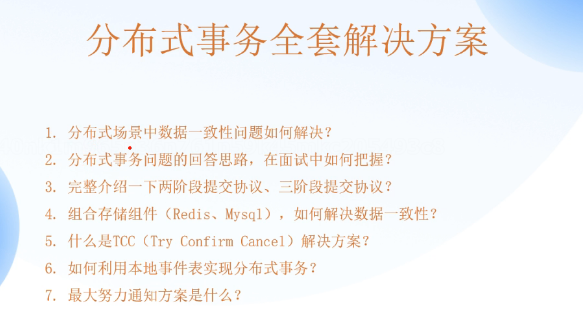 分布式事务全套解决方案
1. 分布式场景中数据一致性问题如何解决？
2. 分布式事务问题的回答思路，在面试中如何把握？
3. 完整介绍一下两阶段提交协议、三阶段提交协议？
4. 组合存储组件（Redis、Mysql），如何解决数据一致性？
5. 什么是TCC（Try Confirm Cancel）解决方案？
6. 如何利用本地事件表实现分布式事务？
7. 最大努力通知方案是什么？